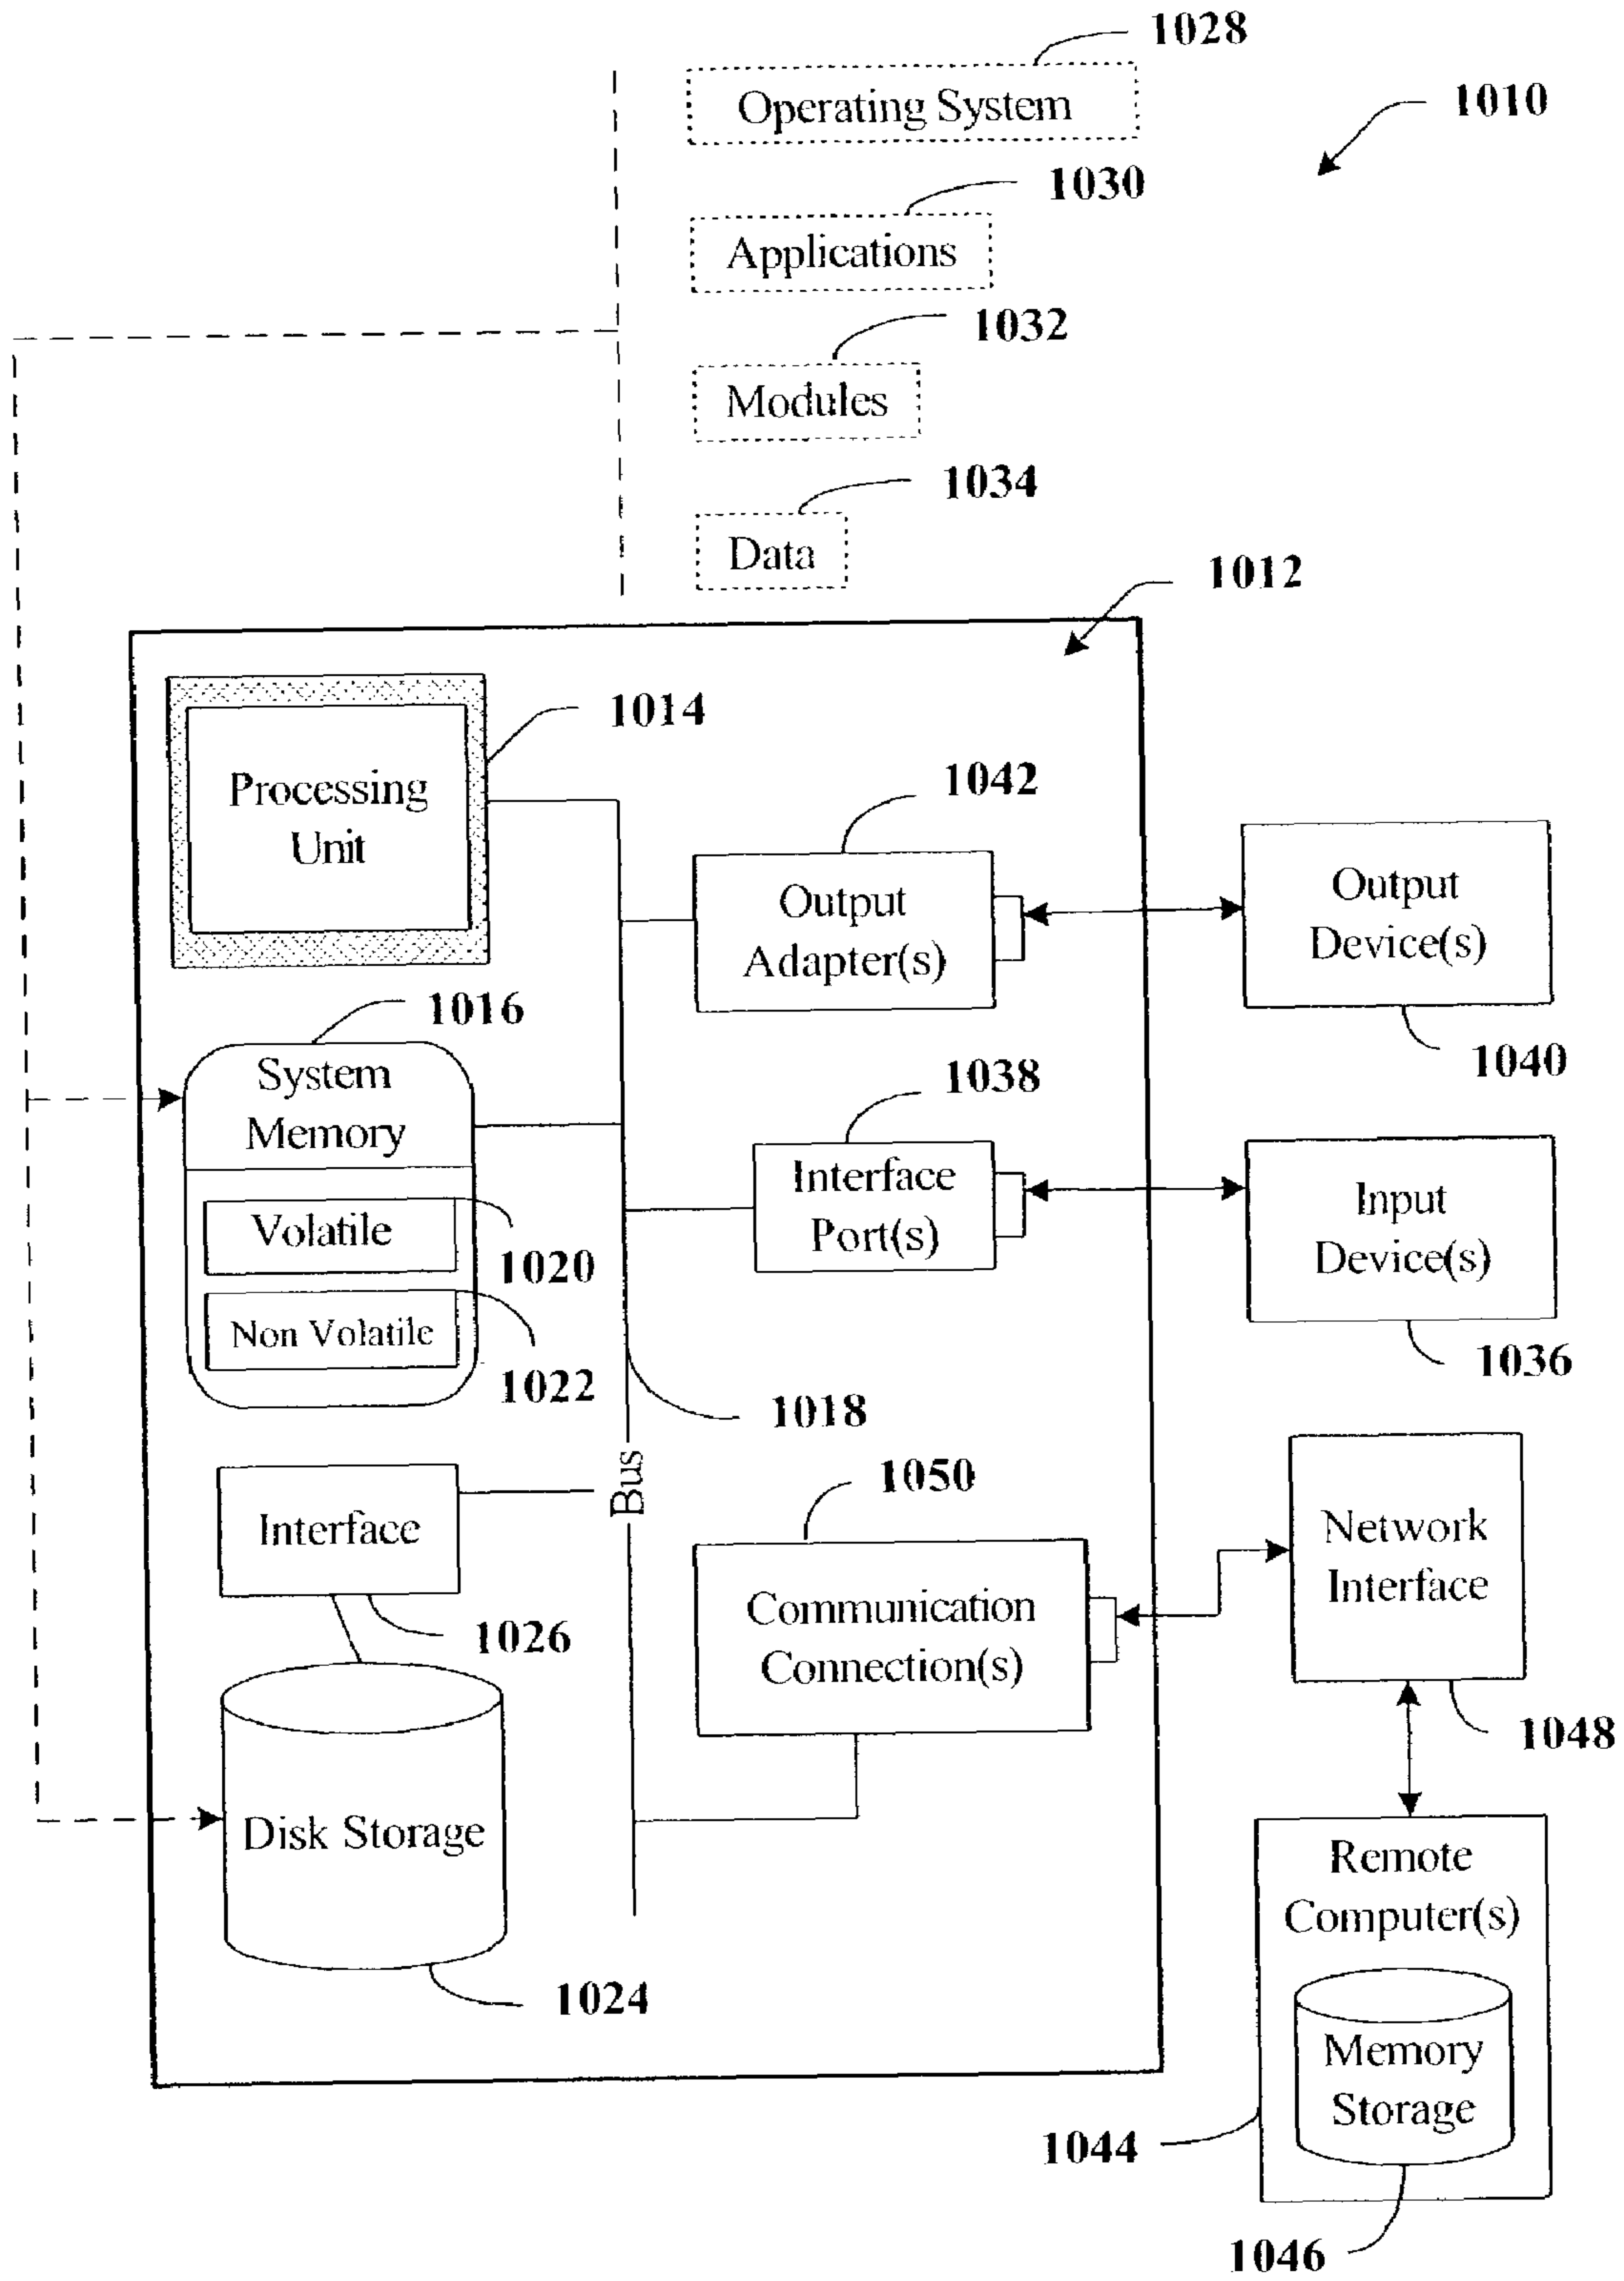 1028
Operating System
1010
1030
Applications
1032
Modules
1034
Data
1012
1014
Processing
Unit
1042
Output
Adapter(s)
Output
Device(s)
1040
1016
System
Memory
1038
Interface
Port(s)
Input
Device(s)
1036
Volatile
1020
Non Volatile
1022
1018
Bus
1050
Interface
1026
Communication
Connection(s)
Network
Interface
1048
Disk Storage
1024
Remote
Computer(s)
Memory
Storage
1044
1046